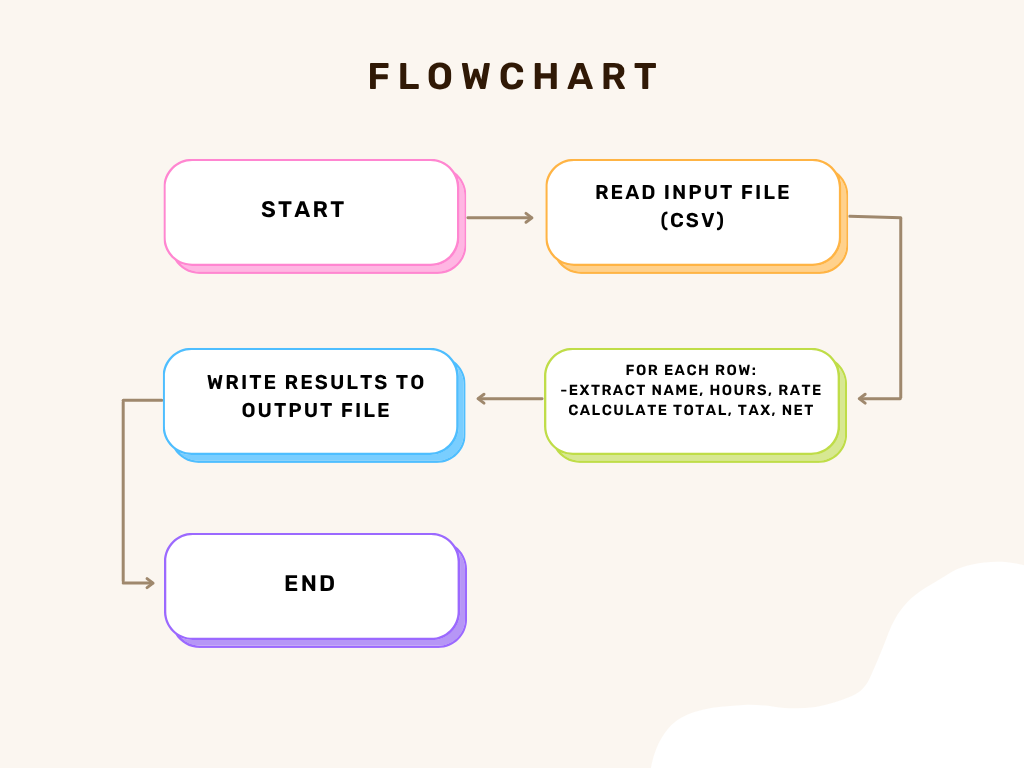 FLOWCHART
START
READ INPUT FILE
(CSV)
WRITE RESULTS TO
OUTPUT FILE
FOR EACH ROW:
-EXTRACT NAME, HOURS, RATE
CALCULATE TOTAL, TAX, NET
END